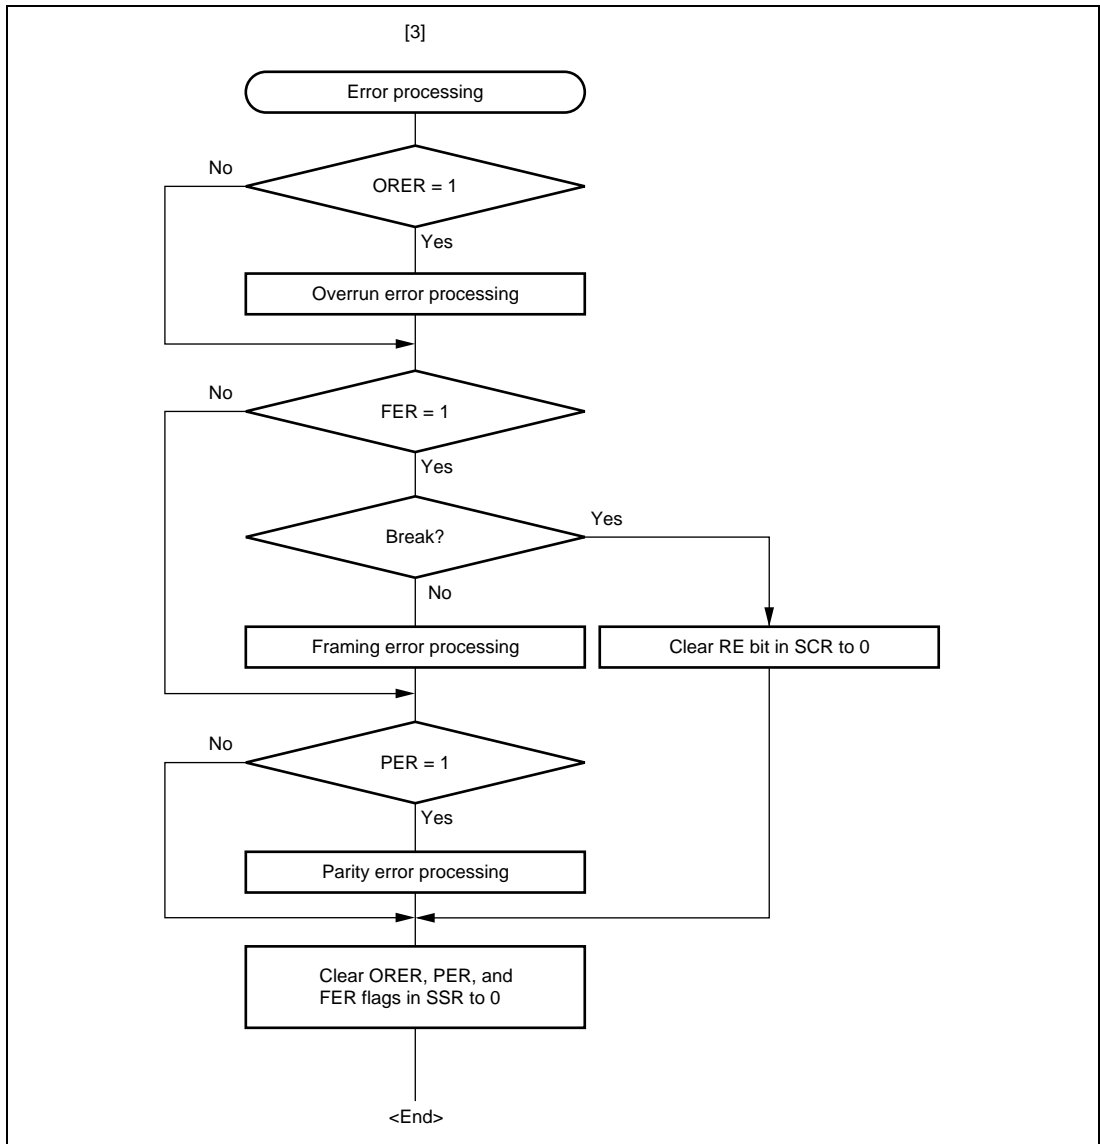 [3]
Error processing
No
ORER = 1
Yes
Overrun error processing
No
FER = 1
Yes
Break?
Yes
No
Framing error processing
Clear RE bit in SCR to 0
No
PER = 1
Yes
Parity error processing
Clear ORER, PER, and
FER flags in SSR to 0
<End>